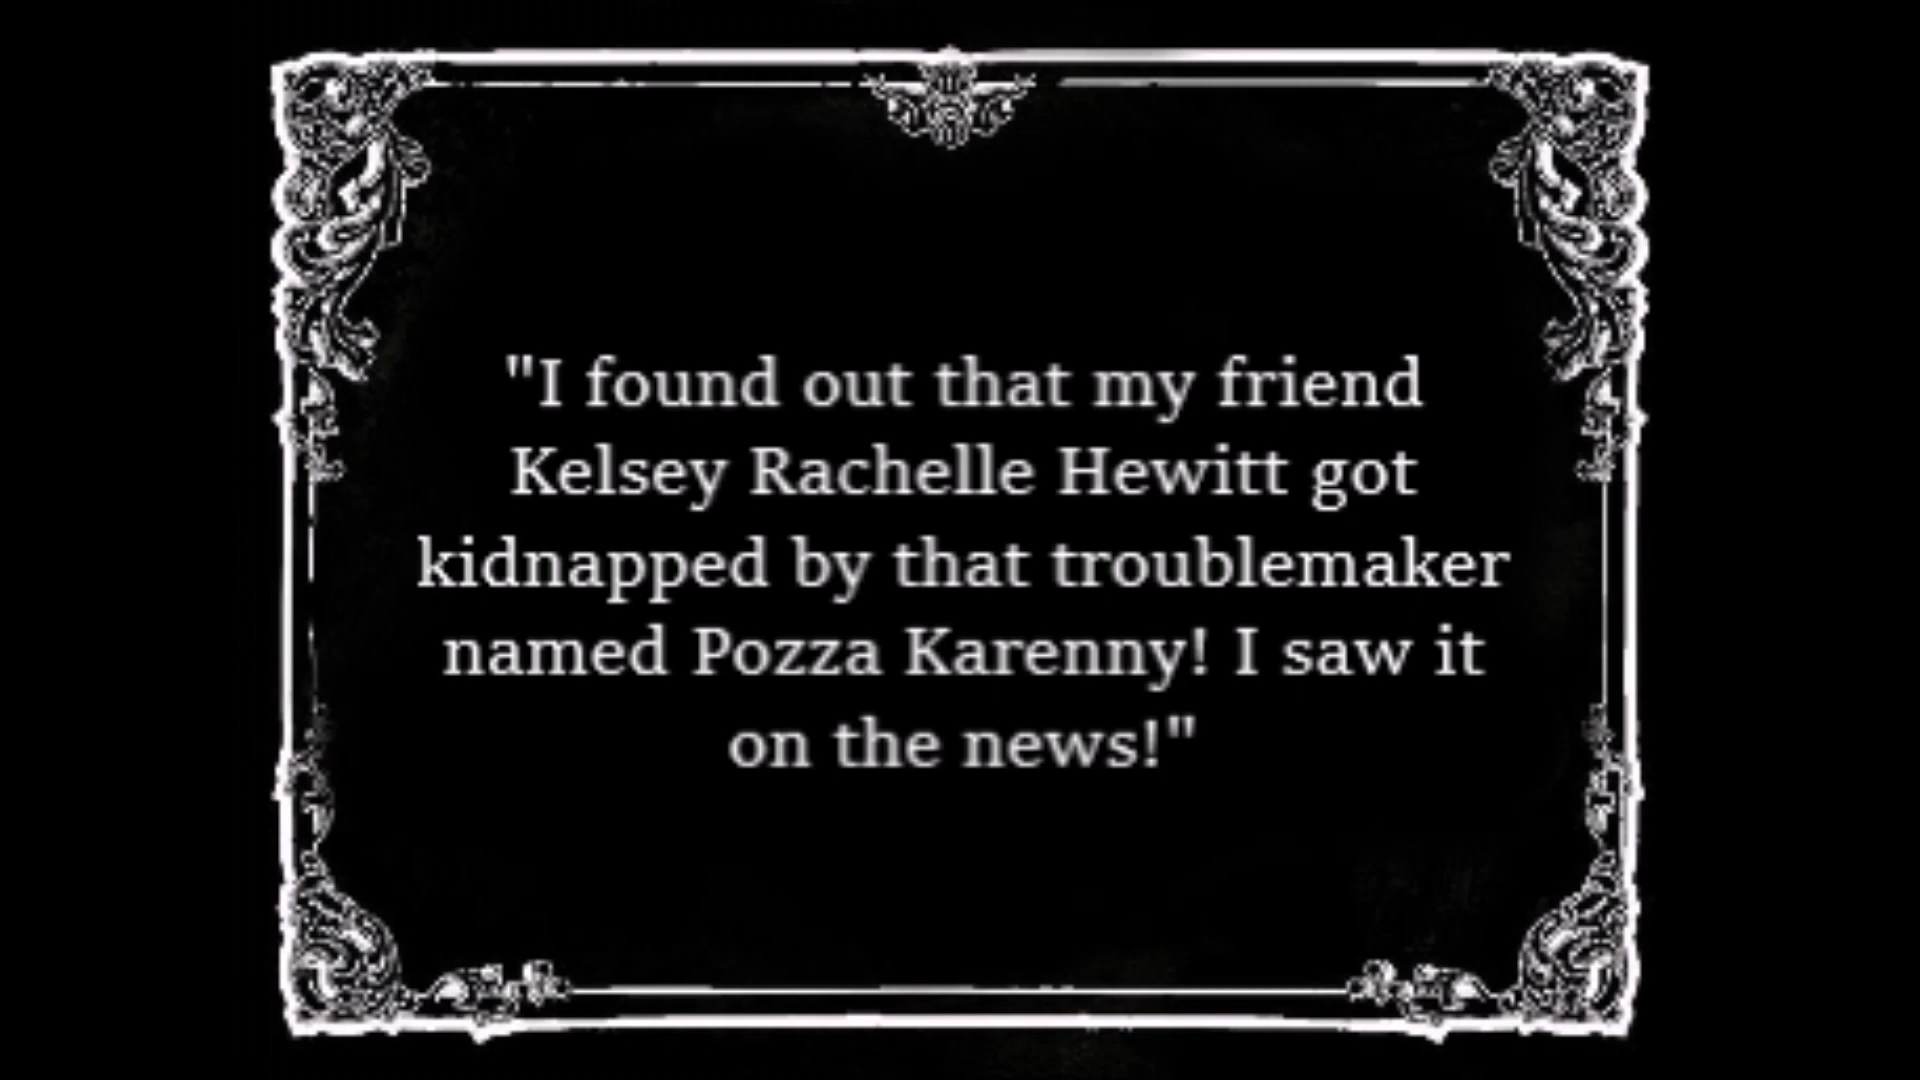 "I found out that my friend
Kelsey Rachelle Hewitt got
kidnapped by that troublemaker
named Pozza Karenny! I saw it
on the news!"